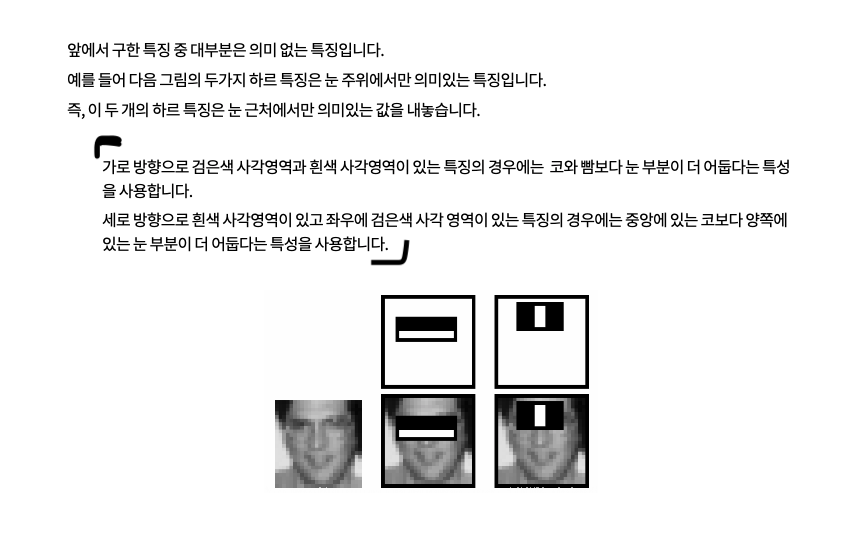 앞에서 구한 특징 중 대부분은 의미 없는 특징입니다.
예를 들어 다음 그림의 두가지 하르 특징은 눈 주위에서만 의미있는 특징입니다.
즉, 이 두 개의 하르 특징은 눈 근처에서만 의미있는 값을 내놓습니다.
가로 방향으로 검은색 사각영역과 흰색 사각영역이 있는 특징의 경우에는 코와 뺨보다 눈 부분이 더 어둡다는 특성
을 사용합니다.
세로 방향으로 흰색 사각영역이 있고 좌우에 검은색 사각 영역이 있는 특징의 경우에는 중앙에 있는 코보다 양쪽에
있는 눈 부분이 더 어둡다는 특성을 사용합니다.